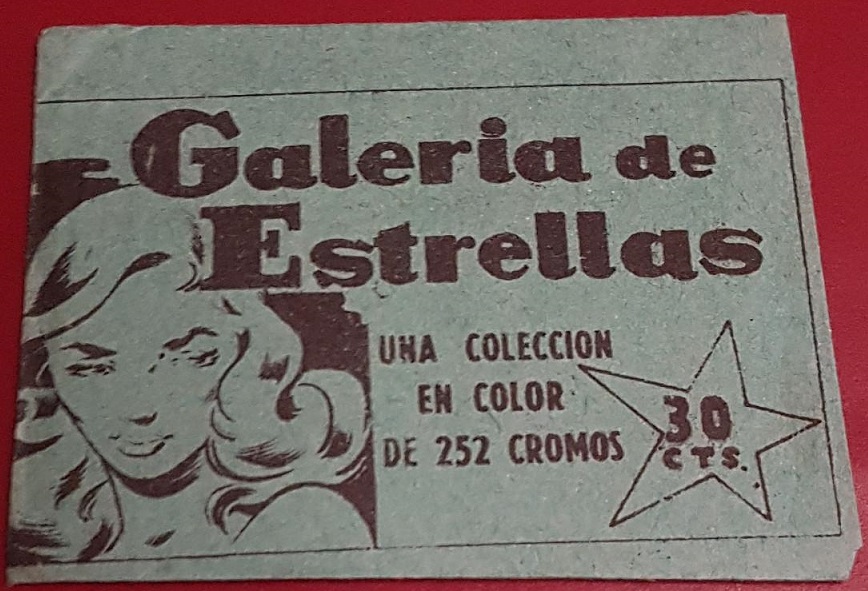 Galeria de
Estrellas
UNA COLECCION
EN COLOR
DE 252 CROMOS
30
CTS.